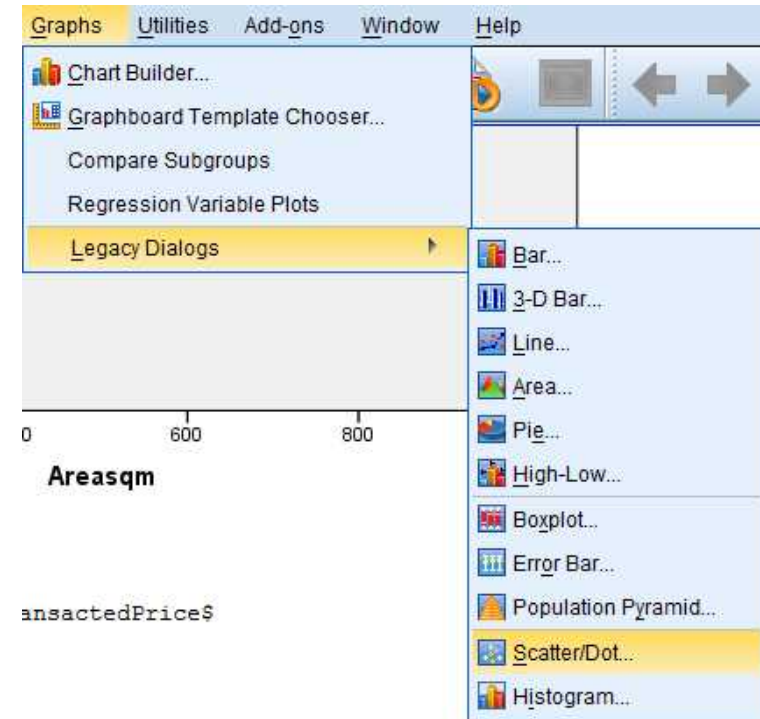 Graphs Utilities Add-ons Window Help
Chart Builder...
Graphboard Template Chooser...
Compare Subgroups
Regression Variable Plots
Legacy Dialogs
Bar...
3-D Bar...
Line...
Area...
Pie...
High-Low...
Boxplot...
Error Bar...
Population Pyramid...
Scatter/Dot...
Histogram...
0 600 800
Areasqm
ansactedPrice$